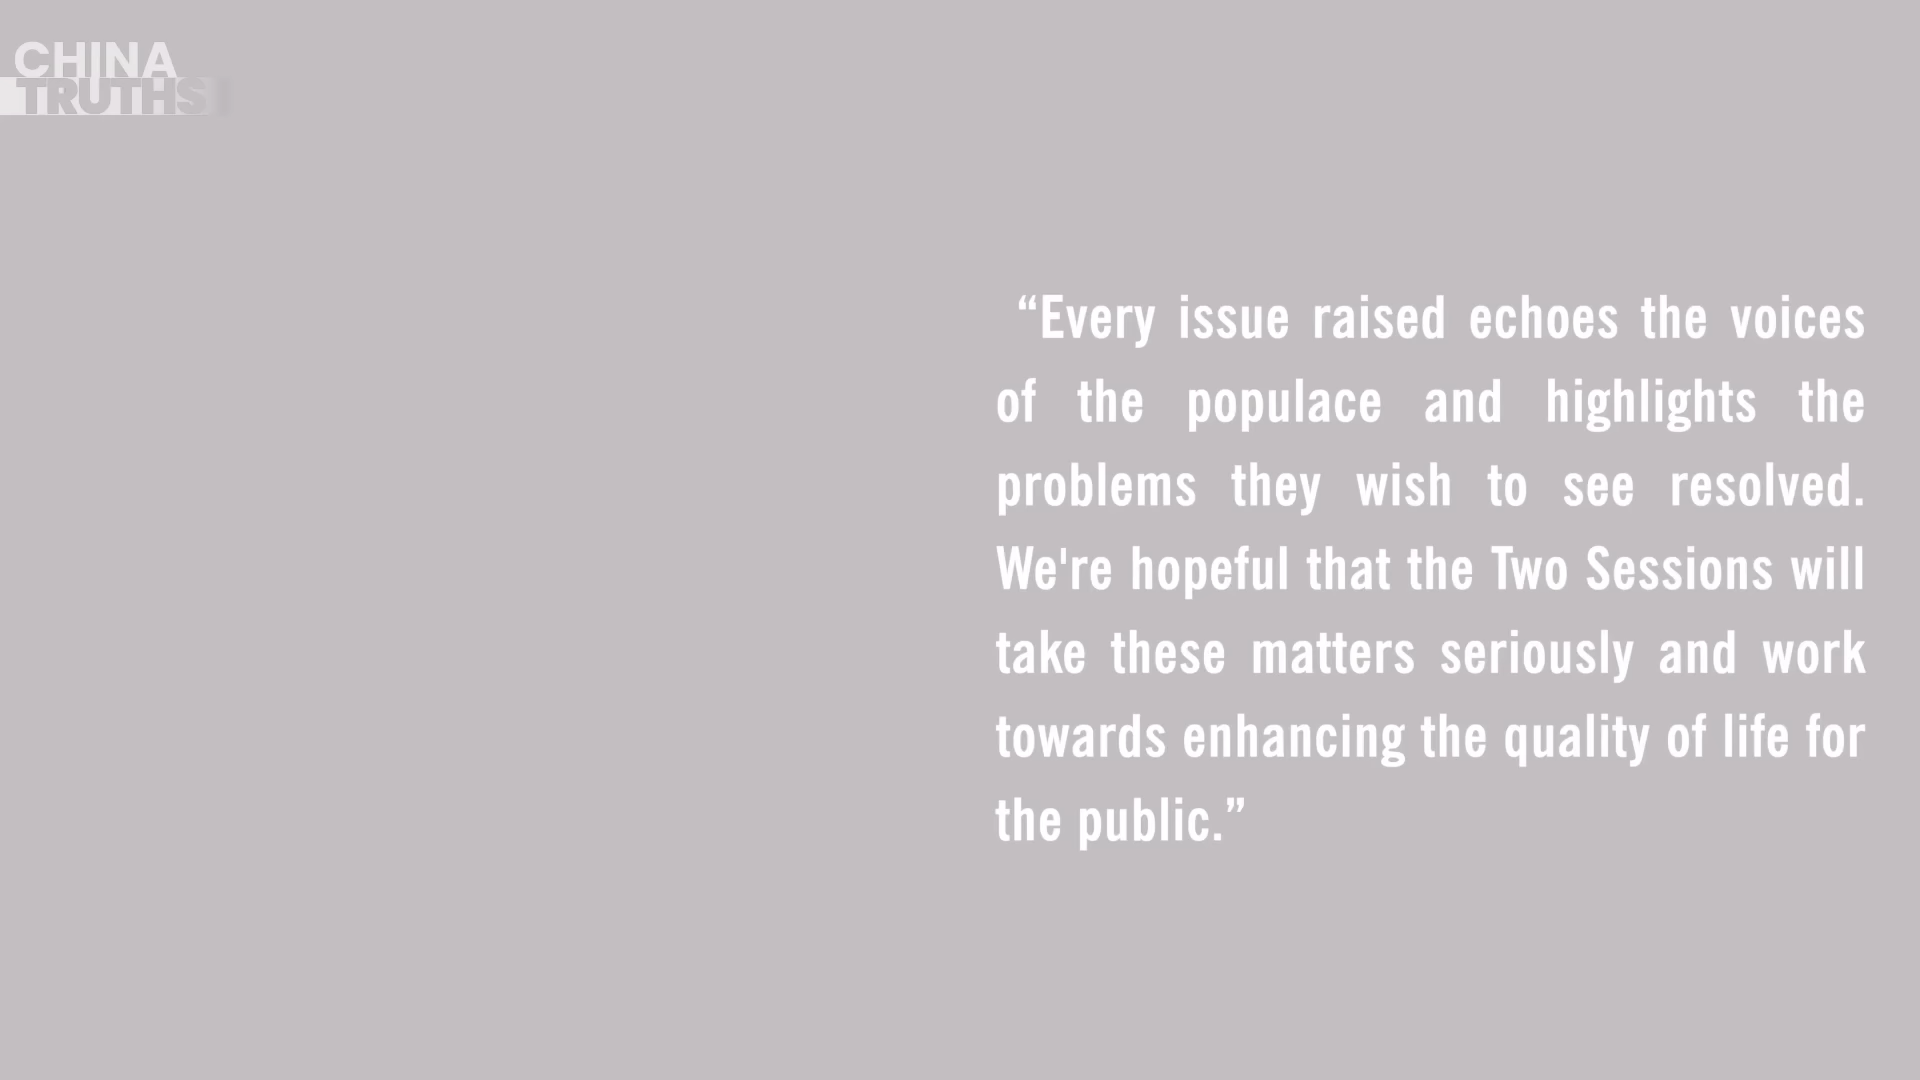 CHINA
TRUTHS
“Every issue raised echoes the voices
of the populace and highlights the
problems they wish to see resolved.
We're hopeful that the Two Sessions will
take these matters seriously and work
towards enhancing the quality of life for
the public.”